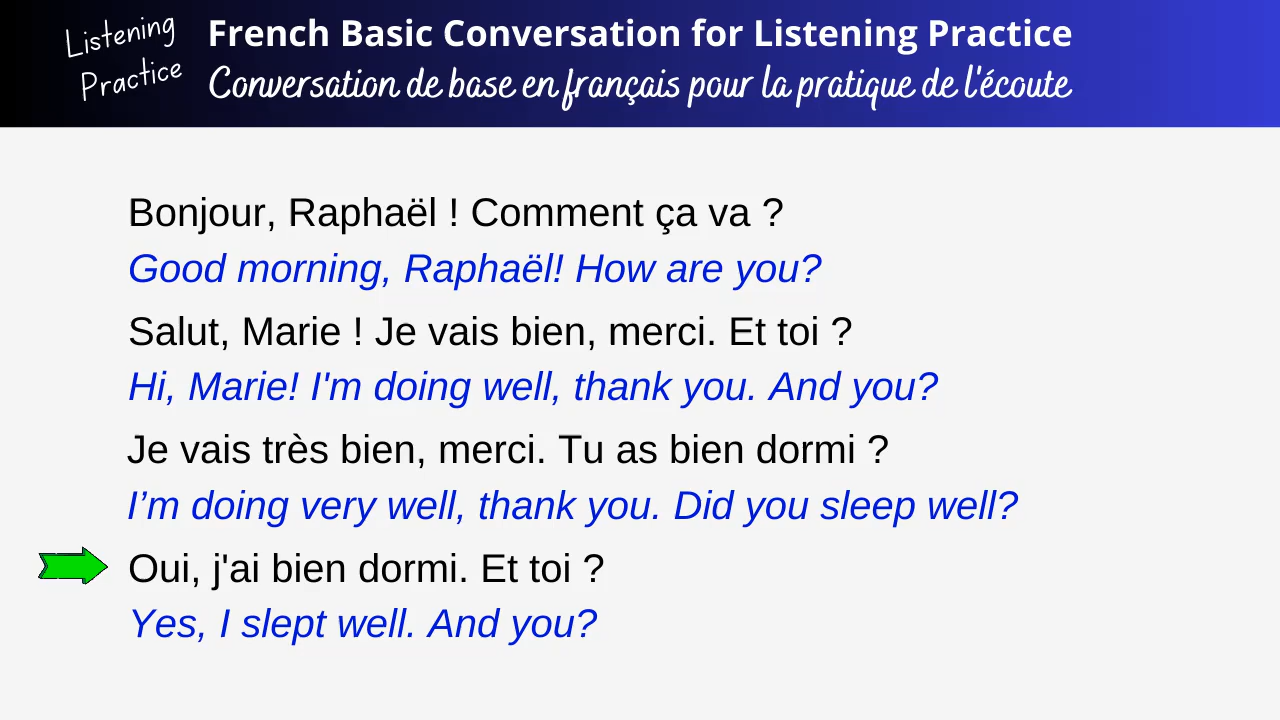 Listening
Practice
French Basic Conversation for Listening Practice
Conversation de base en français pour la pratique de l'écoute
Bonjour, Raphaël ! Comment ça va ?
Good morning, Raphaël! How are you?
Salut, Marie ! Je vais bien, merci. Et toi ?
Hi, Marie! I'm doing well, thank you. And you?
Je vais très bien, merci. Tu as bien dormi ?
I’m doing very well, thank you. Did you sleep well?
Oui, j'ai bien dormi. Et toi ?
Yes, I slept well. And you?